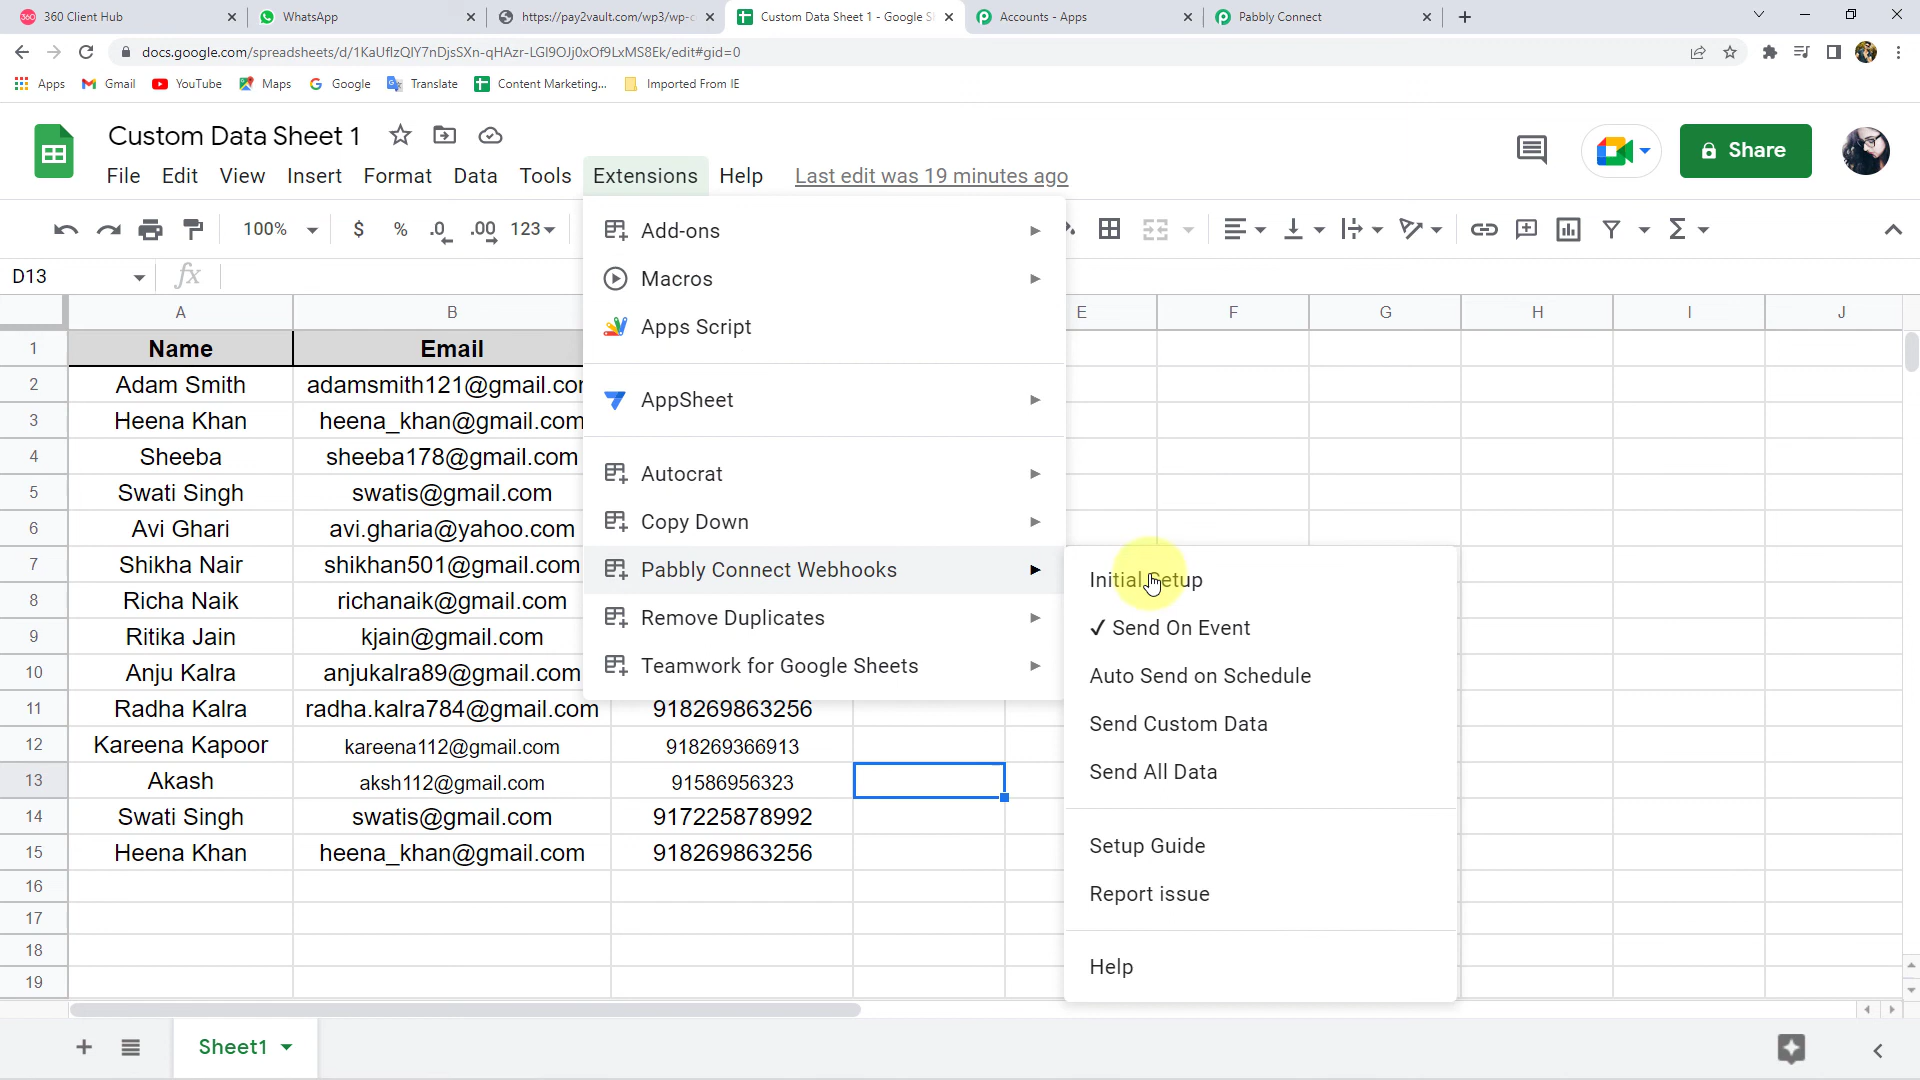 360 Client Hub
WhatsApp
https://pay2vault.com/wp3/wp-c
Custom Data Sheet 1 - Google S
Accounts - Apps
Pabbly Connect
docs.google.com/spreadsheets/d/1KaUfIzQIY7nDjsSXn-qHAzr-LGI9OJj0xOf9LxMS8Ek/edit#gid=0
Apps
Gmail
YouTube
Maps
Google
Translate
Content Marketing...
Imported From IE
Custom Data Sheet 1
File Edit View Insert Format Data Tools Extensions Help Last edit was 19 minutes ago
Share
100% $ % .0 .00 123
D13 fx
A B E F G H I J
1 Name Email
2 Adam Smith adamsmith121@gmail.com
3 Heena Khan heena_khan@gmail.com
4 Sheeba sheeba178@gmail.com
5 Swati Singh swatis@gmail.com
6 Avi Ghari avi.gharia@yahoo.com
7 Shikha Nair shikhan501@gmail.com
8 Richa Naik richanaik@gmail.com
9 Ritika Jain kjain@gmail.com
10 Anju Kalra anjukalra89@gmail.com
11 Radha Kalra radha.kalra784@gmail.com 918269863256
12 Kareena Kapoor kareena112@gmail.com 918269366913
13 Akash aksh112@gmail.com 91586956323
14 Swati Singh swatis@gmail.com 917225878992
15 Heena Khan heena_khan@gmail.com 918269863256
16
17
18
19
Add-ons
Macros
Apps Script
AppSheet
Autocrat
Copy Down
Pabbly Connect Webhooks
Remove Duplicates
Teamwork for Google Sheets
Initial Setup
✓ Send On Event
Auto Send on Schedule
Send Custom Data
Send All Data
Setup Guide
Report issue
Help
Sheet1